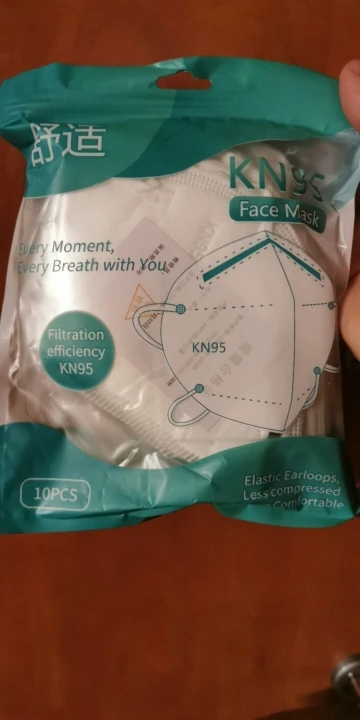 舒适
KN95
Face Mask
Every Moment,
Every Breath with You
KN95
Filtration
efficiency
KN95
10PCS
Elastic Earloops,
Less compressed
Comfortable